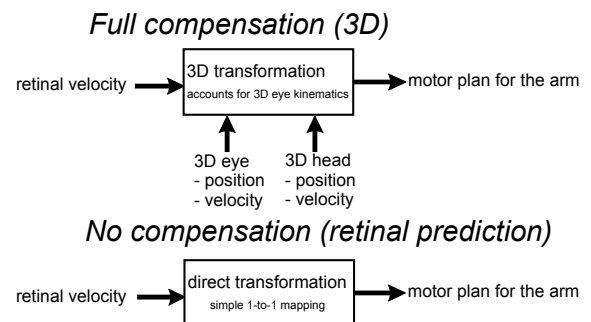 Full compensation (3D)
retinal velocity
3D transformation
accounts for 3D eye kinematics
motor plan for the arm
3D eye
- position
- velocity
3D head
- position
- velocity
No compensation (retinal prediction)
retinal velocity
direct transformation
simple 1-to-1 mapping
motor plan for the arm